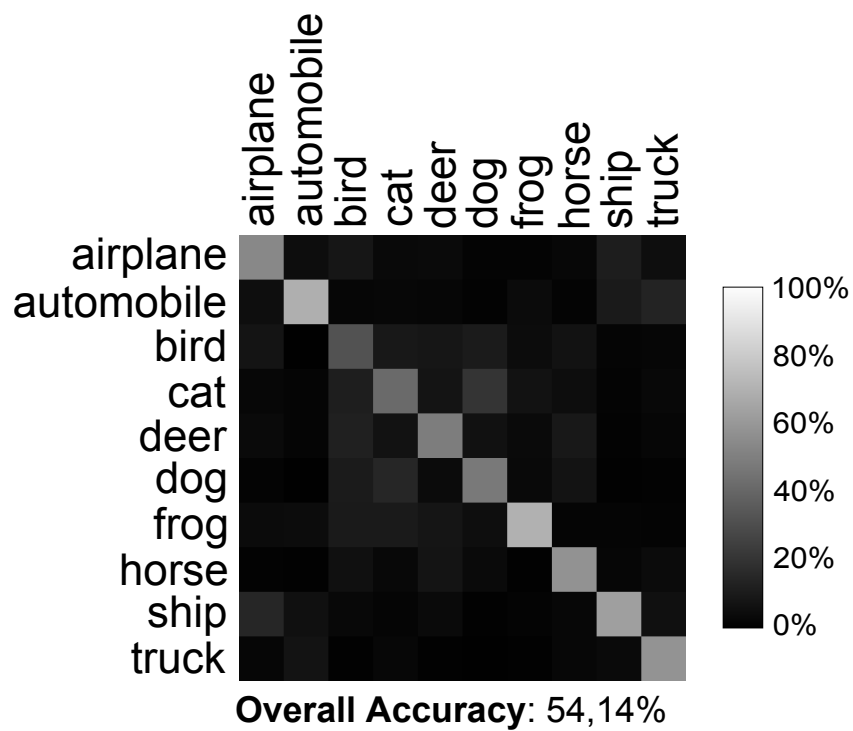 airplane
automobile
bird
cat
deer
dog
frog
horse
ship
truck
airplane
automobile
bird
cat
deer
dog
frog
horse
ship
truck
100%
80%
60%
40%
20%
0%
Overall Accuracy: 54,14%